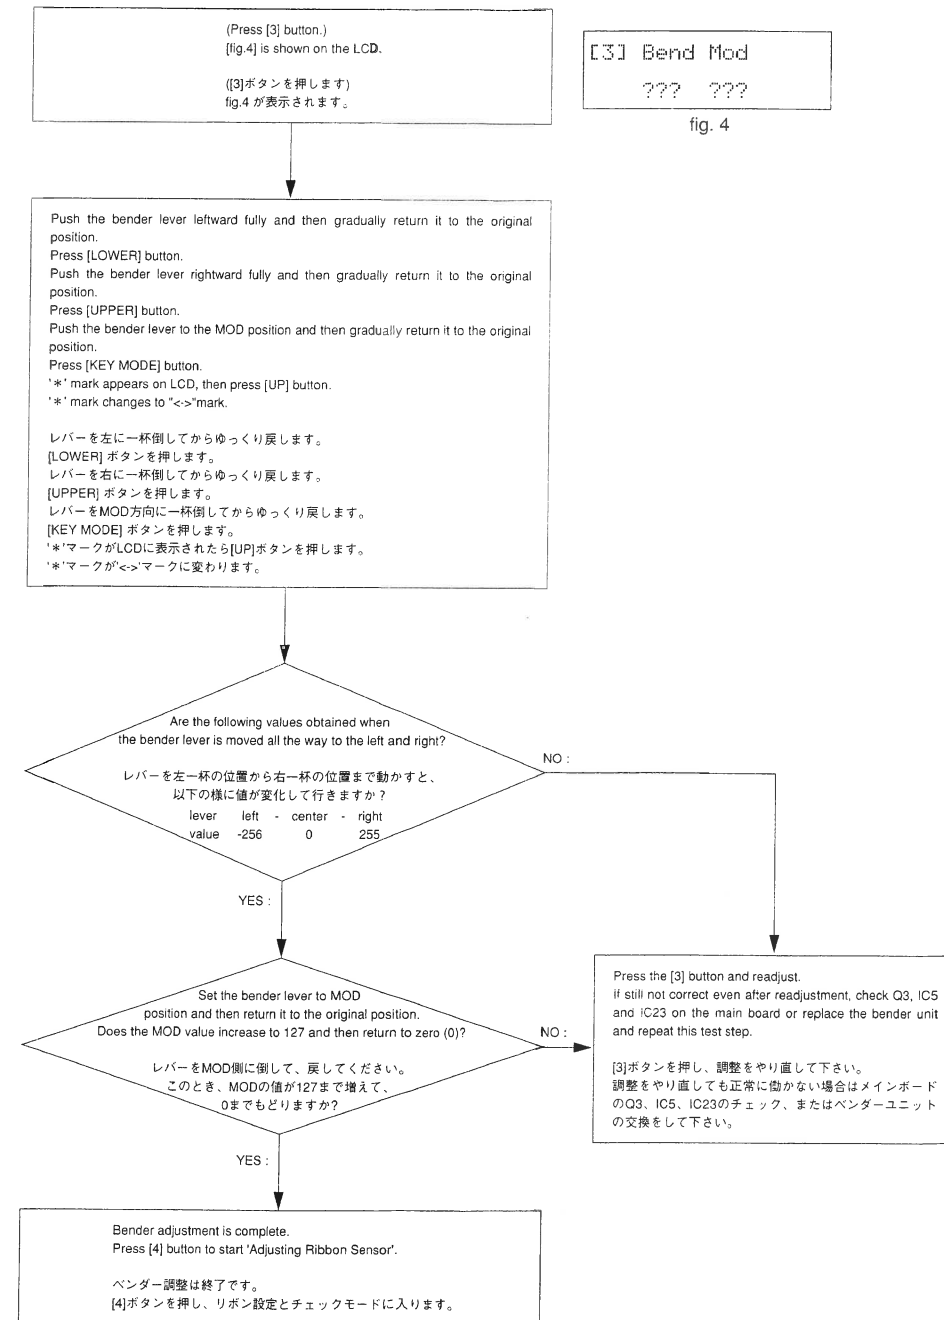 (Press [3] button.)
[fig.4] is shown on the LCD.
([3]ボタンを押します)
fig.4 が表示されます。
[3] Bend Mod
??? ???
fig. 4
Push the bender lever leftward fully and then gradually return it to the original
position.
Press [LOWER] button.
Push the bender lever rightward fully and then gradually return it to the original
position.
Press [UPPER] button.
Push the bender lever to the MOD position and then gradually return it to the original
position.
Press [KEY MODE] button.
'＊' mark appears on LCD, then press [UP] button.
'＊' mark changes to "<->"mark.
レバーを左に一杯倒してからゆっくり戻します。
[LOWER] ボタンを押します。
レバーを右に一杯倒してからゆっくり戻します。
[UPPER] ボタンを押します。
レバーをMOD方向に一杯倒してからゆっくり戻します。
[KEY MODE] ボタンを押します。
'＊'マークがLCDに表示されたら[UP]ボタンを押します。
'＊'マークが'<->'マークに変わります。
Are the following values obtained when
the bender lever is moved all the way to the left and right?
レバーを左一杯の位置から右一杯の位置まで動かすと、
以下の様に値が変化して行きますか？
lever left - center - right
value -256 0 255
NO :
YES :
Set the bender lever to MOD
position and then return it to the original position.
Does the MOD value increase to 127 and then return to zero (0)?
レバーをMOD側に倒して、戻してください。
このとき、MODの値が127まで増えて、
0までもどりますか?
NO :
YES :
Press the [3] button and readjust.
if still not correct even after readjustment, check Q3, IC5
and IC23 on the main board or replace the bender unit
and repeat this test step.
[3]ボタンを押し、調整をやり直して下さい。
調整をやり直しても正常に働かない場合はメインボード
のQ3、IC5、IC23のチェック、またはベンダーユニット
の交換をして下さい。
Bender adjustment is complete.
Press [4] button to start 'Adjusting Ribbon Sensor'.
ベンダー調整は終了です。
[4]ボタンを押し、リボン設定とチェックモードに入ります。